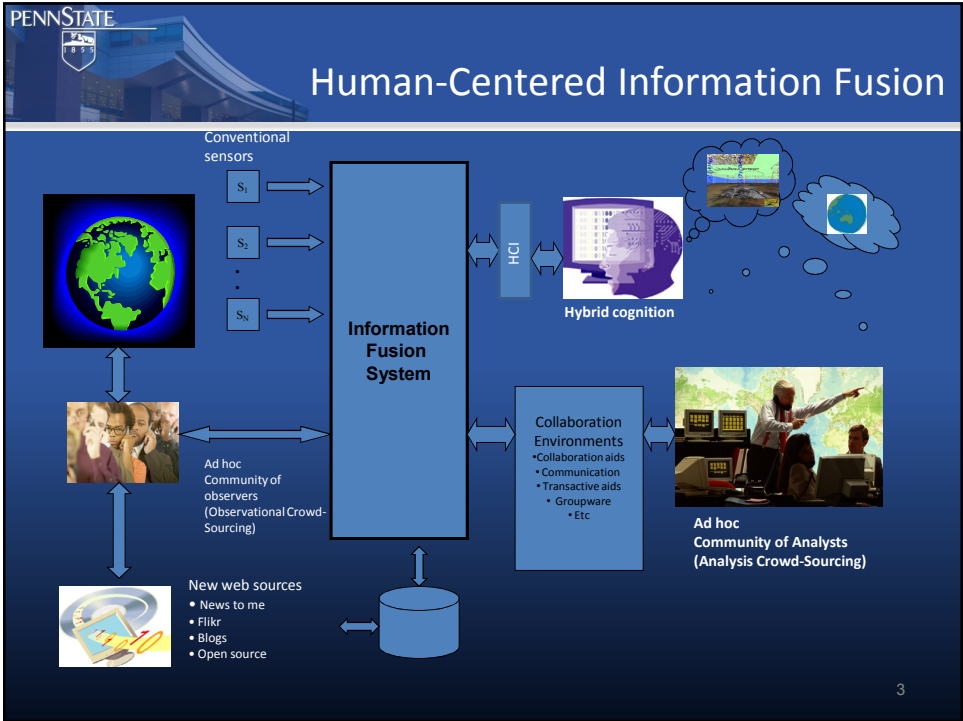 PENNSTATE
1855
Human-Centered Information Fusion
Conventional
sensors
S1
S2
•
•
SN
Information
Fusion
System
HCI
Hybrid cognition
Ad hoc
Community of
observers
(Observational Crowd-
Sourcing)
Collaboration
Environments
•Collaboration aids
• Communication
• Transactive aids
• Groupware
• Etc
Ad hoc
Community of Analysts
(Analysis Crowd-Sourcing)
New web sources
• News to me
• Flikr
• Blogs
• Open source
3